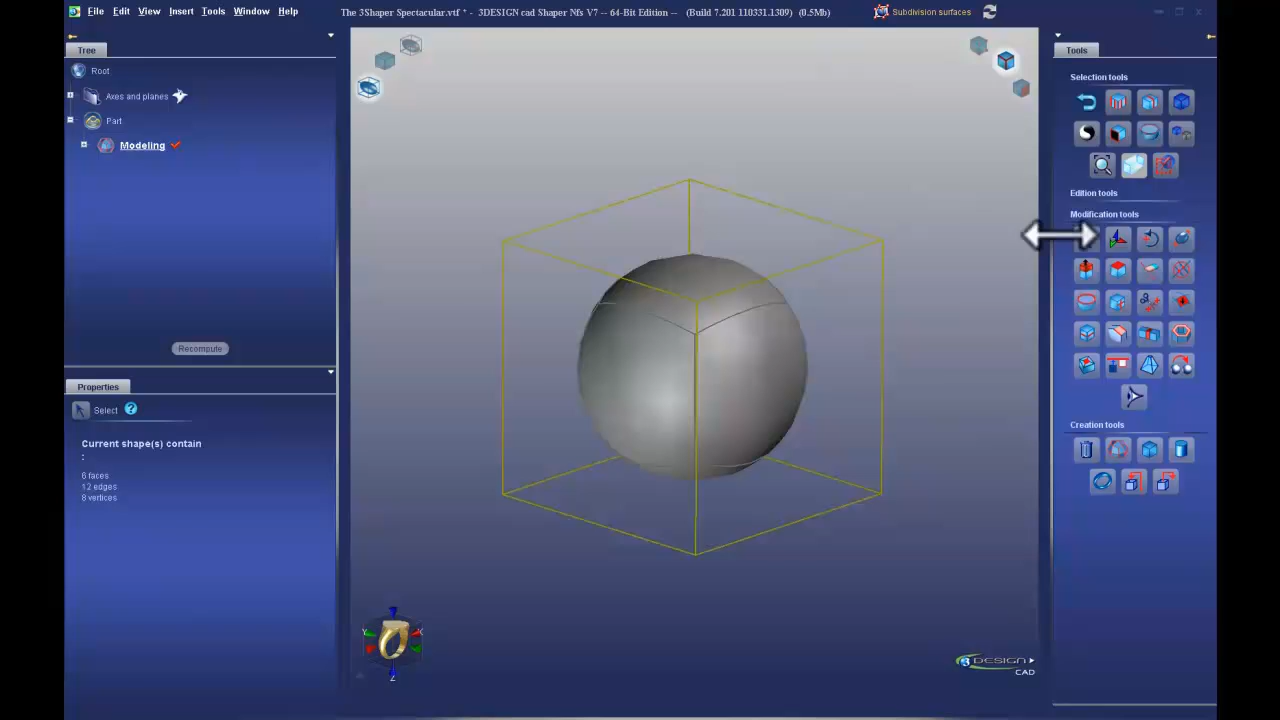 File Edit View Insert Tools Window Help
The 3Shaper Spectacular.vtf * - 3DESIGN cad Shaper Nfs V7 -- 64-Bit Edition -- (Build 7.201 110331.1309) (0.5Mb)
Subdivision surfaces
Tree
Root
Axes and planes
Part
Modeling
Recompute
Properties
Select
Current shape(s) contain
:
6 faces
12 edges
8 vertices
Y
X
Z
3DESIGN
CAD
Tools
Selection tools
Edition tools
Modification tools
Creation tools